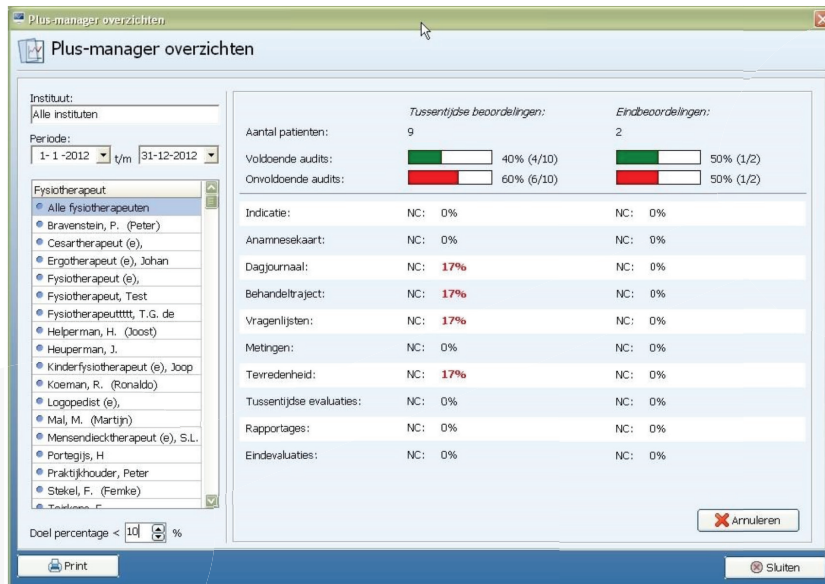 Plus-manager overzichten
Plus-manager overzichten
Instituut:
Alle instituten
Periode:
1- 1 -2012 t/m 31-12-2012
Fysiotherapeut
Alle fysiotherapeuten
Bravenstein, P. (Peter)
Cesartherapeut (e),
Ergotherapeut (e), Johan
Fysiotherapeut (e),
Fysiotherapeut, Test
Fysiotherapeuttttt, T.G. de
Helperman, H. (Joost)
Heuperman, J.
Kinderfysiotherapeut (e), Joop
Koeman, R. (Ronaldo)
Logopedist (e),
Mal, M. (Martijn)
Mensendiecktherapeut (e), S.L.
Portegijs, H
Praktijkhouder, Peter
Stekel, F. (Femke)
Doel percentage < 10 %
Tussentijdse beoordelingen: Eindbeoordelingen:
Aantal patienten: 9 2
Voldoende audits: 40% (4/10) 50% (1/2)
Onvoldoende audits: 60% (6/10) 50% (1/2)
Indicatie: NC: 0% NC: 0%
Anamnesekaart: NC: 0% NC: 0%
Dagjournaal: NC: 17% NC: 0%
Behandeltraject: NC: 17% NC: 0%
Vragenlijsten: NC: 17% NC: 0%
Metingen: NC: 0% NC: 0%
Tevredenheid: NC: 17% NC: 0%
Tussentijdse evaluaties: NC: 0% NC: 0%
Rapportages: NC: 0% NC: 0%
Eindevaluaties: NC: 0% NC: 0%
Annuleren
Print
Sluiten